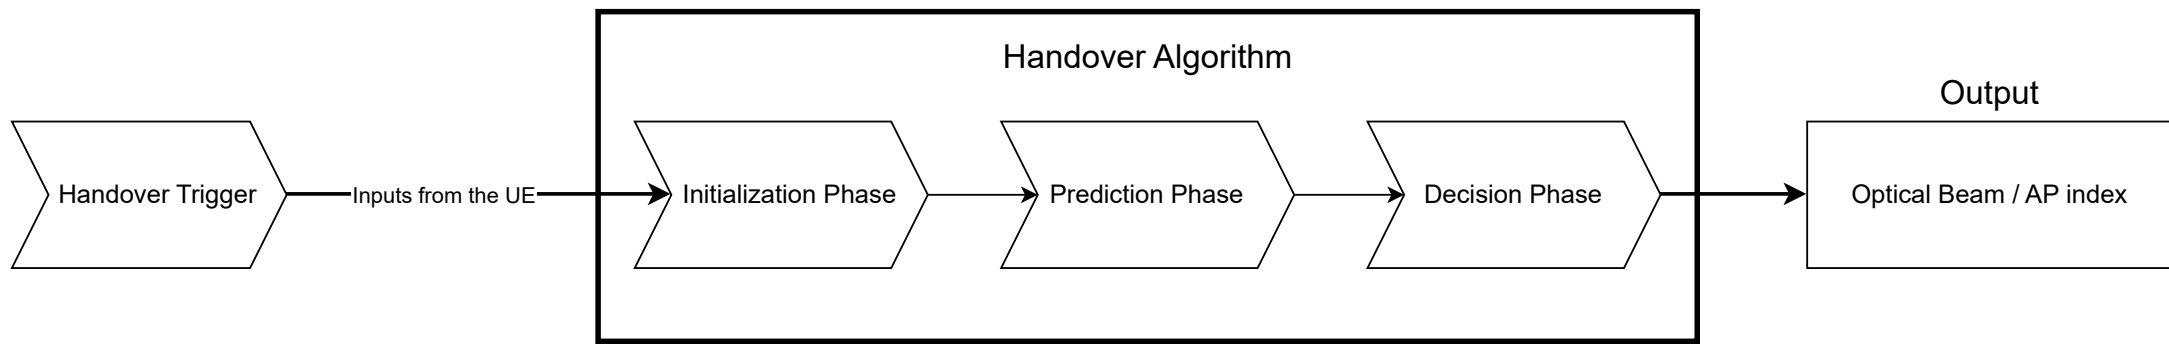 Handover Algorithm
Output
Handover Trigger
Inputs from the UE
Initialization Phase
Prediction Phase
Decision Phase
Optical Beam / AP index